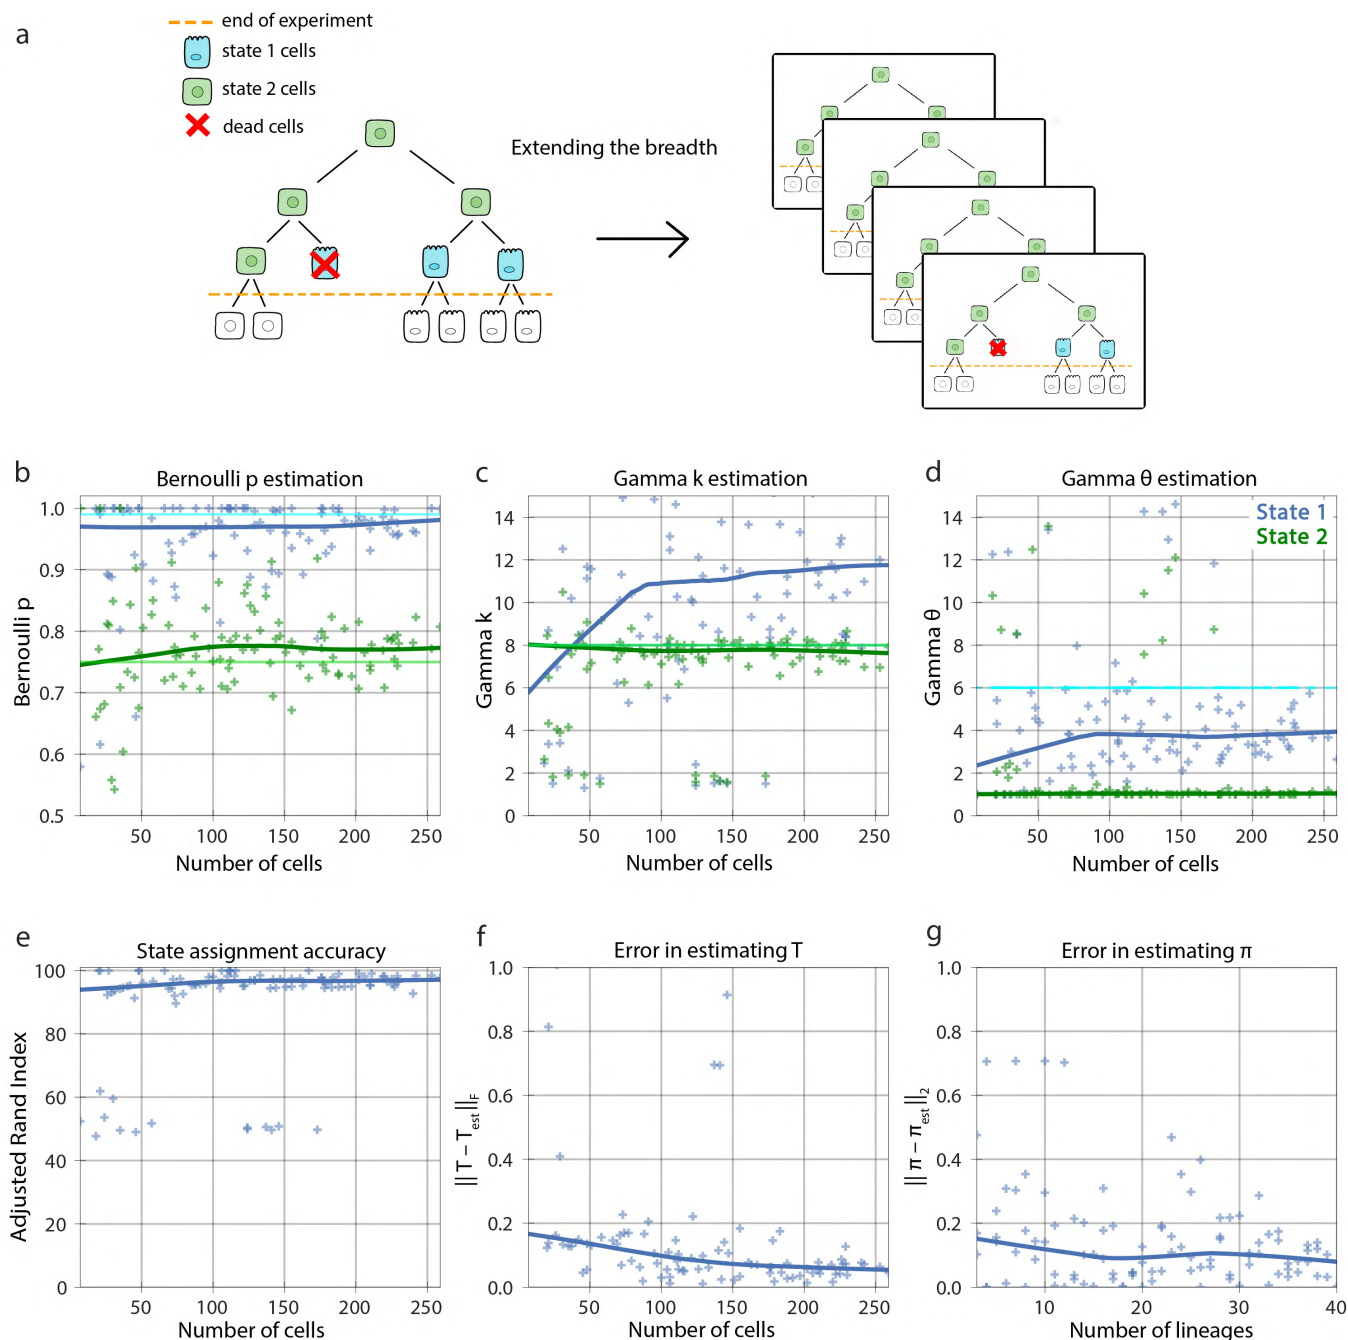 a
end of experiment
state 1 cells
state 2 cells
dead cells
Extending the breadth
b
Bernoulli p estimation
Bernoulli p
1.0
0.9
0.8
0.7
0.6
0.5
50
100
150
200
250
Number of cells
c
Gamma k estimation
Gamma k
14
12
10
8
6
4
2
0
50
100
150
200
250
Number of cells
d
Gamma θ estimation
State 1
State 2
Gamma θ
14
12
10
8
6
4
2
0
50
100
150
200
250
Number of cells
e
State assignment accuracy
Adjusted Rand Index
100
80
60
40
20
0
50
100
150
200
250
Number of cells
f
Error in estimating T
|| T − T_est ||_F
1.0
0.8
0.6
0.4
0.2
0.0
50
100
150
200
250
Number of cells
g
Error in estimating π
|| π − π_est ||_2
1.0
0.8
0.6
0.4
0.2
0.0
10
20
30
40
Number of lineages